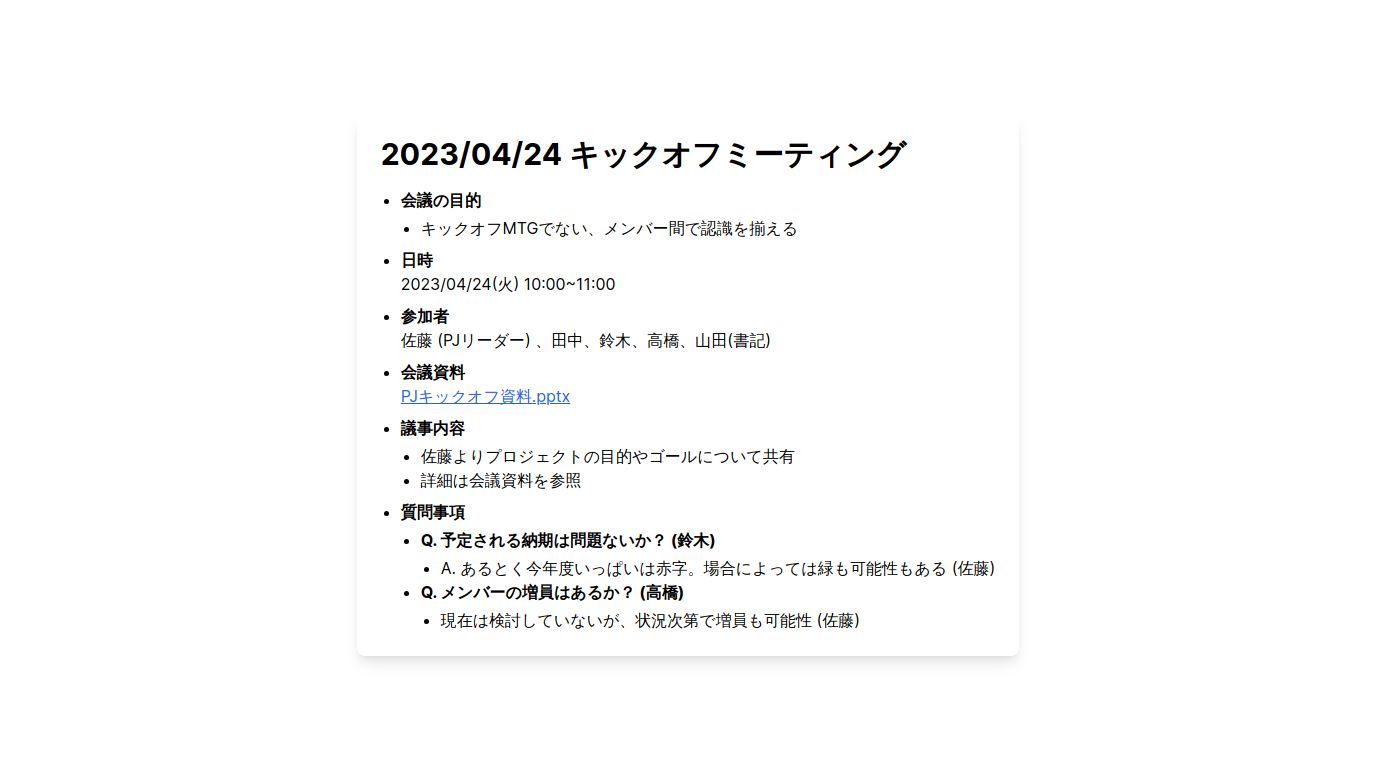 2023/04/24 キックオフミーティング
会議の目的
キックオフMTGでない、メンバー間で認識を揃える
日時
2023/04/24(火) 10:00~11:00
参加者
佐藤 (PJリーダー) 、田中、鈴木、高橋、山田(書記)
会議資料
PJキックオフ資料.pptx
議事内容
佐藤よりプロジェクトの目的やゴールについて共有
詳細は会議資料を参照
質問事項
Q. 予定される納期は問題ないか？ (鈴木)
A. あるとく今年度いっぱいは赤字。場合によっては緑も可能性もある (佐藤)
Q. メンバーの増員はあるか？ (高橋)
現在は検討していないが、状況次第で増員も可能性 (佐藤)